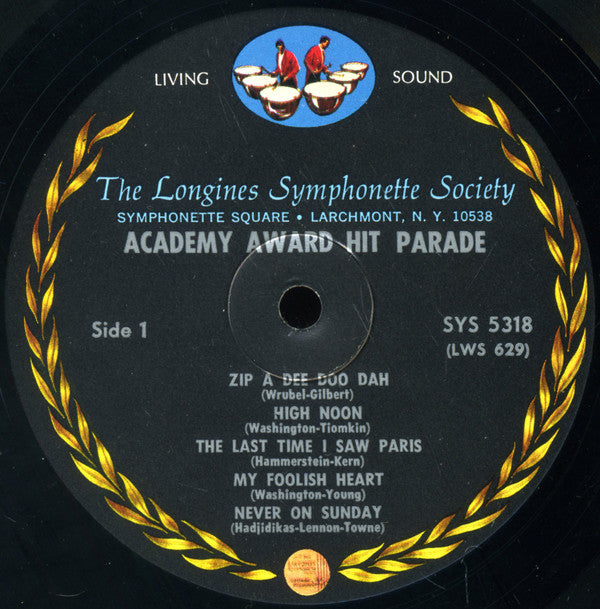 LIVING SOUND
The Longines Symphonette Society
SYMPHONETTE SQUARE • LARCHMONT, N. Y. 10538
ACADEMY AWARD HIT PARADE
Side 1
SYS 5318
(LWS 629)
ZIP A DEE DOO DAH
(Wrubel-Gilbert)
HIGH NOON
(Washington-Tiomkin)
THE LAST TIME I SAW PARIS
(Hammerstein-Kern)
MY FOOLISH HEART
(Washington-Young)
NEVER ON SUNDAY
(Hadjidikas-Lennon-Towne)